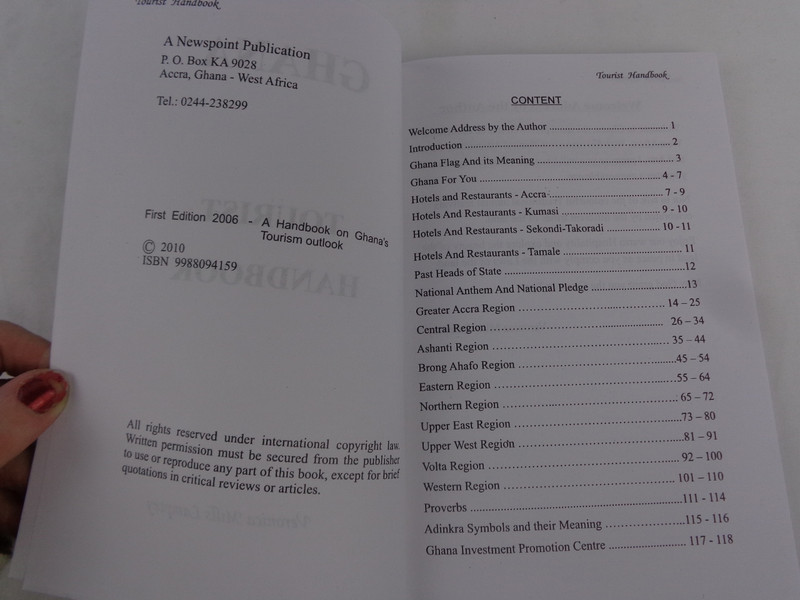 Tourist Handbook
A Newspoint Publication
P. O. Box KA 9028
Accra, Ghana - West Africa
Tel.: 0244-238299
First Edition 2006 - A Handbook on Ghana's
Tourism outlook
© 2010
ISBN 9988094159
All rights reserved under international copyright law.
Written permission must be secured from the publisher
to use or reproduce any part of this book, except for brief
quotations in critical reviews or articles.
Tourist Handbook
CONTENT
Welcome Address by the Author ........................................ 1
Introduction ........................................................................ 2
Ghana Flag And its Meaning .............................................. 3
Ghana For You ............................................................. 4 - 7
Hotels and Restaurants - Accra ...................................... 7 - 9
Hotels And Restaurants - Kumasi ................................. 9 - 10
Hotels And Restaurants - Sekondi-Takoradi .................. 10 - 11
Hotels And Restaurants - Tamale ...................................... 11
Past Heads of State ............................................................12
National Anthem And National Pledge ................................13
Greater Accra Region ................................................ 14 – 25
Central Region .......................................................... 26 – 34
Ashanti Region .......................................................... 35 – 44
Brong Ahafo Region ...................................................45 – 54
Eastern Region ...........................................................55 – 64
Northern Region ........................................................ 65 – 72
Upper East Region ......................................................73 – 80
Upper West Region .....................................................81 – 91
Volta Region ............................................................. 92 – 100
Western Region ........................................................ 101 – 110
Proverbs ....................................................................111 - 114
Adinkra Symbols and their Meaning ............................115 - 116
Ghana Investment Promotion Centre .......................... 117 - 118